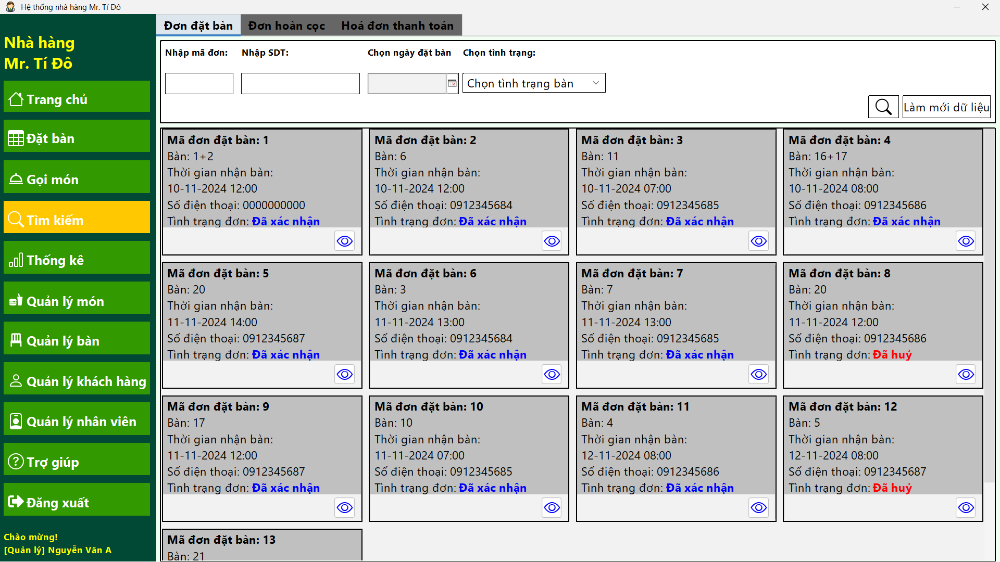 Hệ thống nhà hàng Mr. Tí Đô
Nhà hàng
Mr. Tí Đô
Trang chủ
Đặt bàn
Gọi món
Tìm kiếm
Thống kê
Quản lý món
Quản lý bàn
Quản lý khách hàng
Quản lý nhân viên
Trợ giúp
Đăng xuất
Chào mừng!
[Quản lý] Nguyễn Văn A
Đơn đặt bàn
Đơn hoàn cọc
Hoá đơn thanh toán
Nhập mã đơn:
Nhập SDT:
Chọn ngày đặt bàn
Chọn tình trạng:
Chọn tình trạng bàn
Làm mới dữ liệu
Mã đơn đặt bàn: 1
Bàn: 1+2
Thời gian nhận bàn:
10-11-2024 12:00
Số điện thoại: 0000000000
Tình trạng đơn: Đã xác nhận
Mã đơn đặt bàn: 2
Bàn: 6
Thời gian nhận bàn:
10-11-2024 12:00
Số điện thoại: 0912345684
Tình trạng đơn: Đã xác nhận
Mã đơn đặt bàn: 3
Bàn: 11
Thời gian nhận bàn:
10-11-2024 07:00
Số điện thoại: 0912345685
Tình trạng đơn: Đã xác nhận
Mã đơn đặt bàn: 4
Bàn: 16+17
Thời gian nhận bàn:
10-11-2024 08:00
Số điện thoại: 0912345686
Tình trạng đơn: Đã xác nhận
Mã đơn đặt bàn: 5
Bàn: 20
Thời gian nhận bàn:
11-11-2024 14:00
Số điện thoại: 0912345687
Tình trạng đơn: Đã xác nhận
Mã đơn đặt bàn: 6
Bàn: 3
Thời gian nhận bàn:
11-11-2024 13:00
Số điện thoại: 0912345684
Tình trạng đơn: Đã xác nhận
Mã đơn đặt bàn: 7
Bàn: 7
Thời gian nhận bàn:
11-11-2024 13:00
Số điện thoại: 0912345685
Tình trạng đơn: Đã xác nhận
Mã đơn đặt bàn: 8
Bàn: 20
Thời gian nhận bàn:
11-11-2024 12:00
Số điện thoại: 0912345686
Tình trạng đơn: Đã huỷ
Mã đơn đặt bàn: 9
Bàn: 17
Thời gian nhận bàn:
11-11-2024 12:00
Số điện thoại: 0912345687
Tình trạng đơn: Đã xác nhận
Mã đơn đặt bàn: 10
Bàn: 10
Thời gian nhận bàn:
11-11-2024 07:00
Số điện thoại: 0912345685
Tình trạng đơn: Đã xác nhận
Mã đơn đặt bàn: 11
Bàn: 4
Thời gian nhận bàn:
12-11-2024 08:00
Số điện thoại: 0912345686
Tình trạng đơn: Đã xác nhận
Mã đơn đặt bàn: 12
Bàn: 5
Thời gian nhận bàn:
12-11-2024 08:00
Số điện thoại: 0912345687
Tình trạng đơn: Đã huỷ
Mã đơn đặt bàn: 13
Bàn: 21